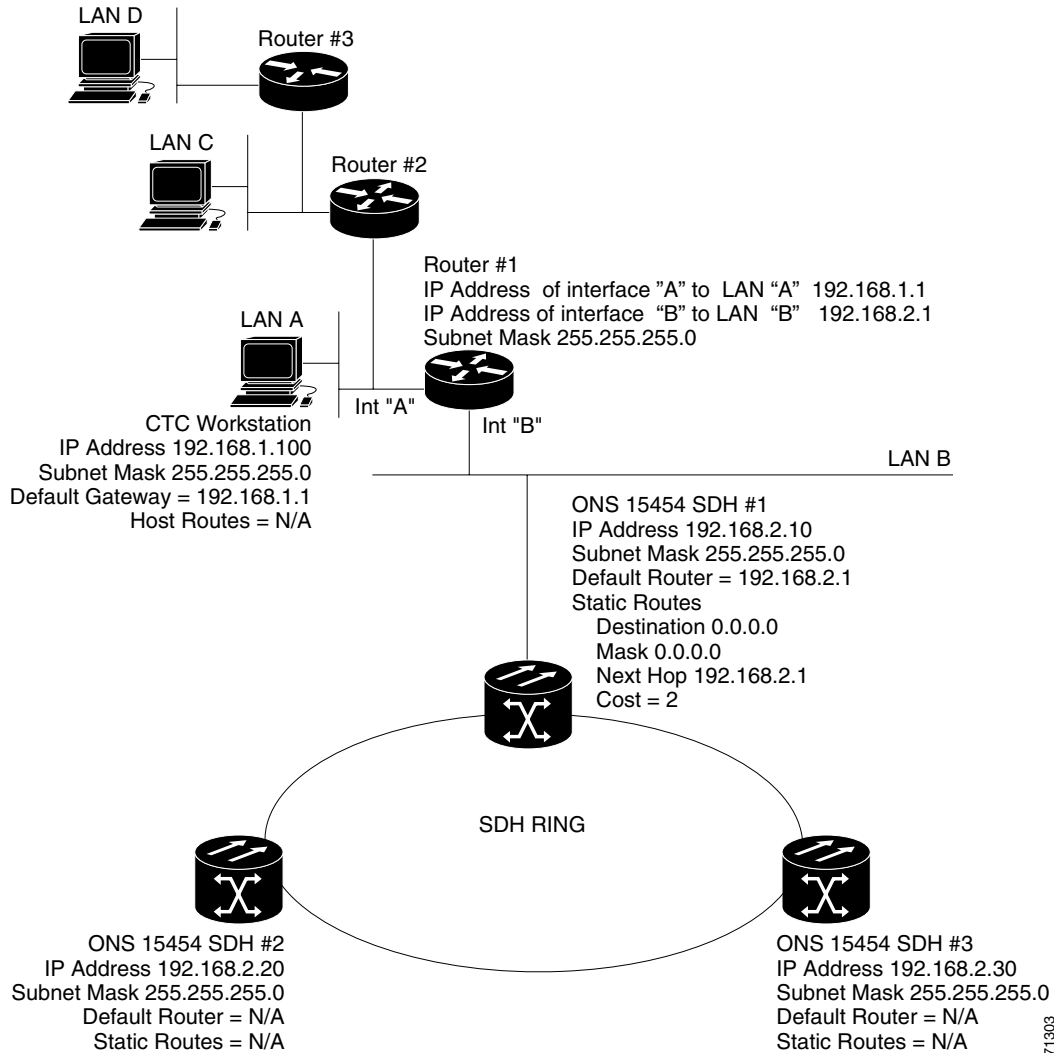 LAN D
Router #3
LAN C
Router #2
Router #1
IP Address of interface ”A” to LAN “A” 192.168.1.1
IP Address of interface “B” to LAN “B” 192.168.2.1
Subnet Mask 255.255.255.0
LAN A
Int "A"
Int "B"
CTC Workstation
IP Address 192.168.1.100
Subnet Mask 255.255.255.0
Default Gateway = 192.168.1.1
Host Routes = N/A
LAN B
ONS 15454 SDH #1
IP Address 192.168.2.10
Subnet Mask 255.255.255.0
Default Router = 192.168.2.1
Static Routes
Destination 0.0.0.0
Mask 0.0.0.0
Next Hop 192.168.2.1
Cost = 2
SDH RING
ONS 15454 SDH #2
IP Address 192.168.2.20
Subnet Mask 255.255.255.0
Default Router = N/A
Static Routes = N/A
ONS 15454 SDH #3
IP Address 192.168.2.30
Subnet Mask 255.255.255.0
Default Router = N/A
Static Routes = N/A
71303